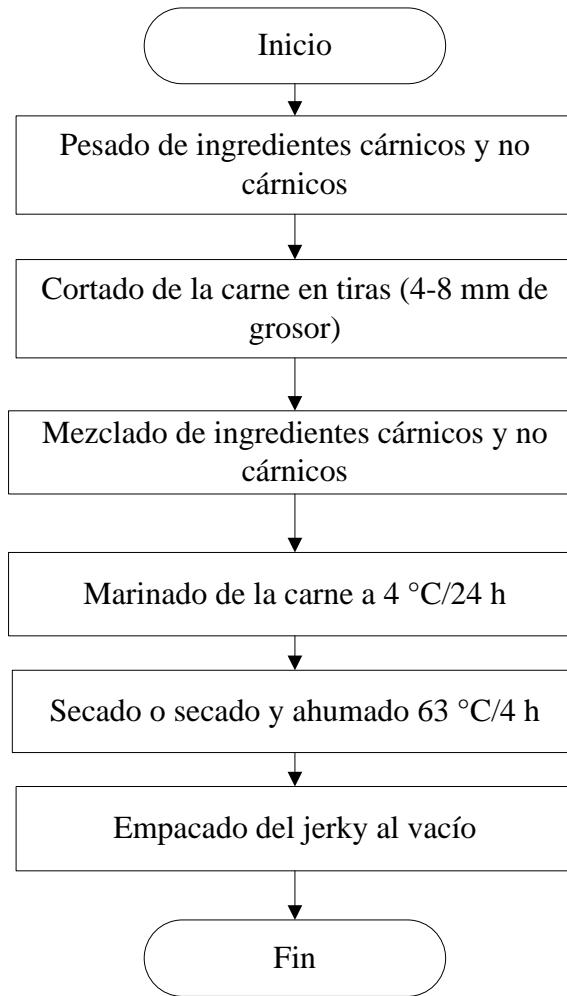 Inicio
Pesado de ingredientes cárnicos y no
cárnicos
Cortado de la carne en tiras (4-8 mm de
grosor)
Mezclado de ingredientes cárnicos y no
cárnicos
Marinado de la carne a 4 °C/24 h
Secado o secado y ahumado 63 °C/4 h
Empacado del jerky al vacío
Fin